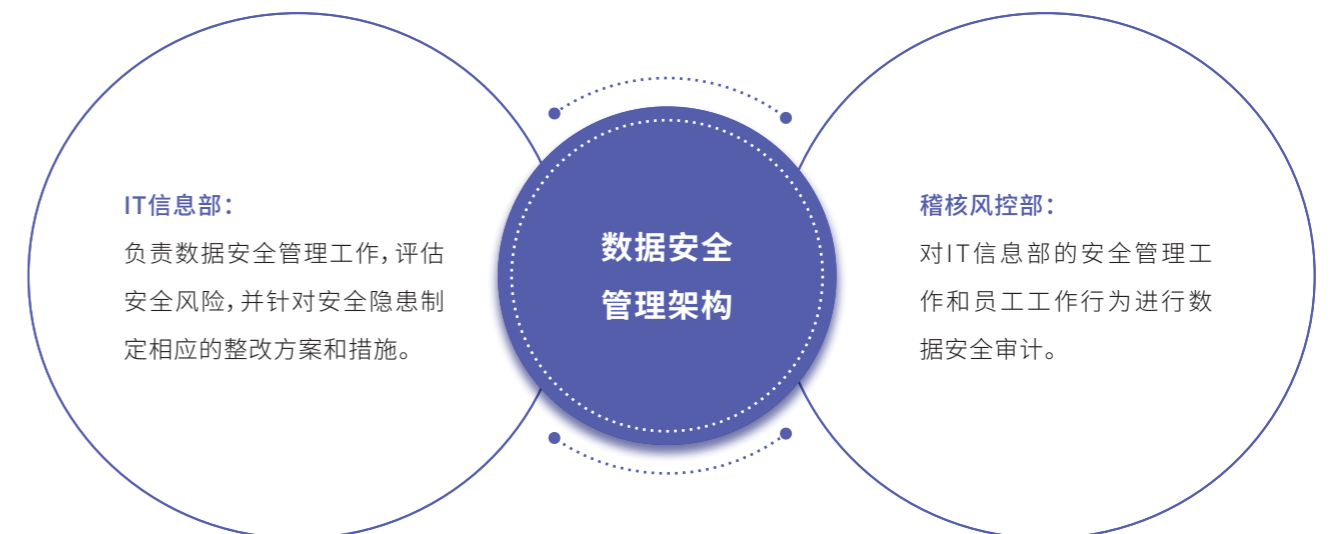 IT信息部：
负责数据安全管理工作，评估
安全风险，并针对安全隐患制
定相应的整改方案和措施。
数据安全
管理架构
稽核风控部：
对IT信息部的安全管理工
作和员工工作行为进行数
据安全审计。